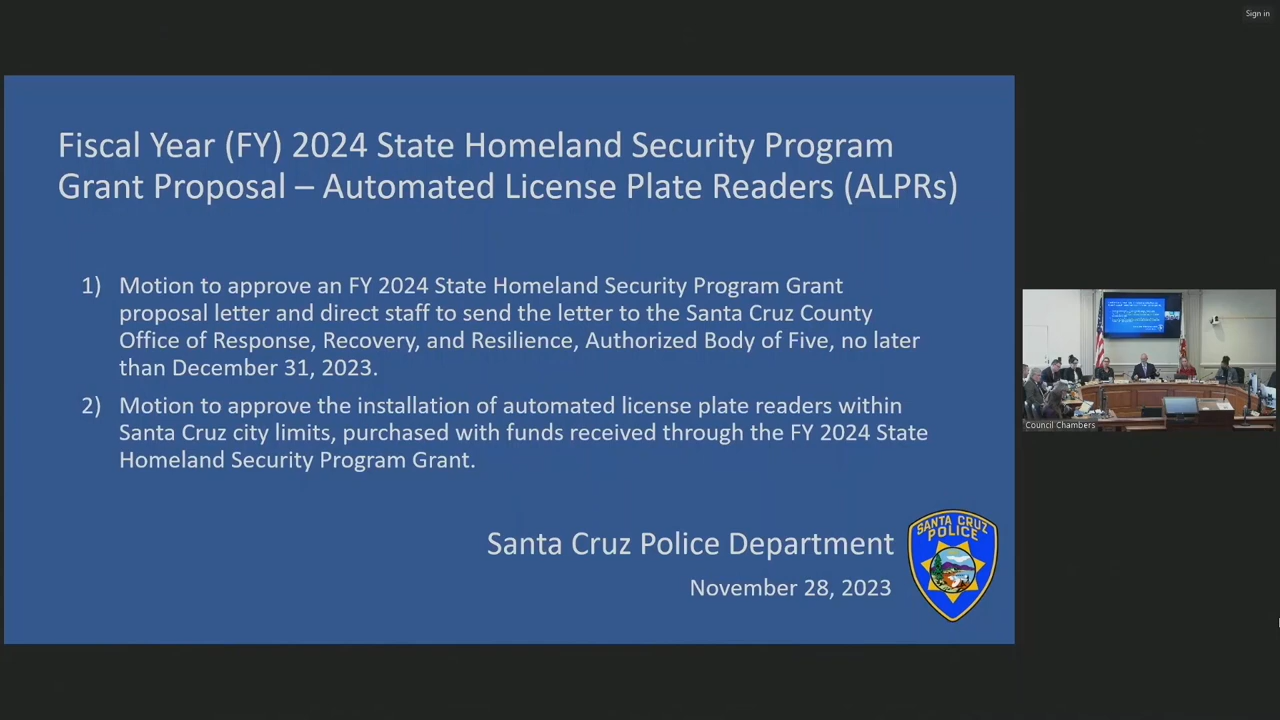 Sign in
Fiscal Year (FY) 2024 State Homeland Security Program
Grant Proposal – Automated License Plate Readers (ALPRs)
1) Motion to approve an FY 2024 State Homeland Security Program Grant
proposal letter and direct staff to send the letter to the Santa Cruz County
Office of Response, Recovery, and Resilience, Authorized Body of Five, no later
than December 31, 2023.
2) Motion to approve the installation of automated license plate readers within
Santa Cruz city limits, purchased with funds received through the FY 2024 State
Homeland Security Program Grant.
Santa Cruz Police Department
November 28, 2023
SANTA CRUZ
POLICE
Council Chambers